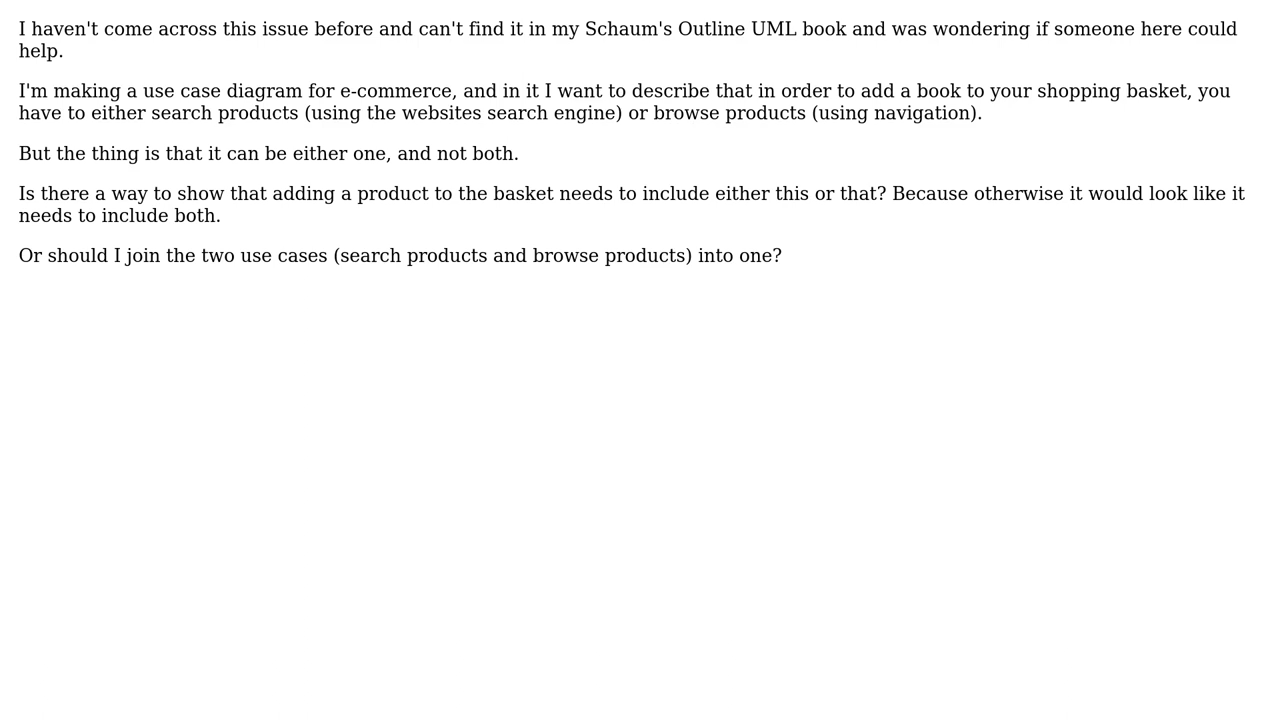 I haven't come across this issue before and can't find it in my Schaum's Outline UML book and was wondering if someone here could
help.
I'm making a use case diagram for e-commerce, and in it I want to describe that in order to add a book to your shopping basket, you
have to either search products (using the websites search engine) or browse products (using navigation).
But the thing is that it can be either one, and not both.
Is there a way to show that adding a product to the basket needs to include either this or that? Because otherwise it would look like it
needs to include both.
Or should I join the two use cases (search products and browse products) into one?